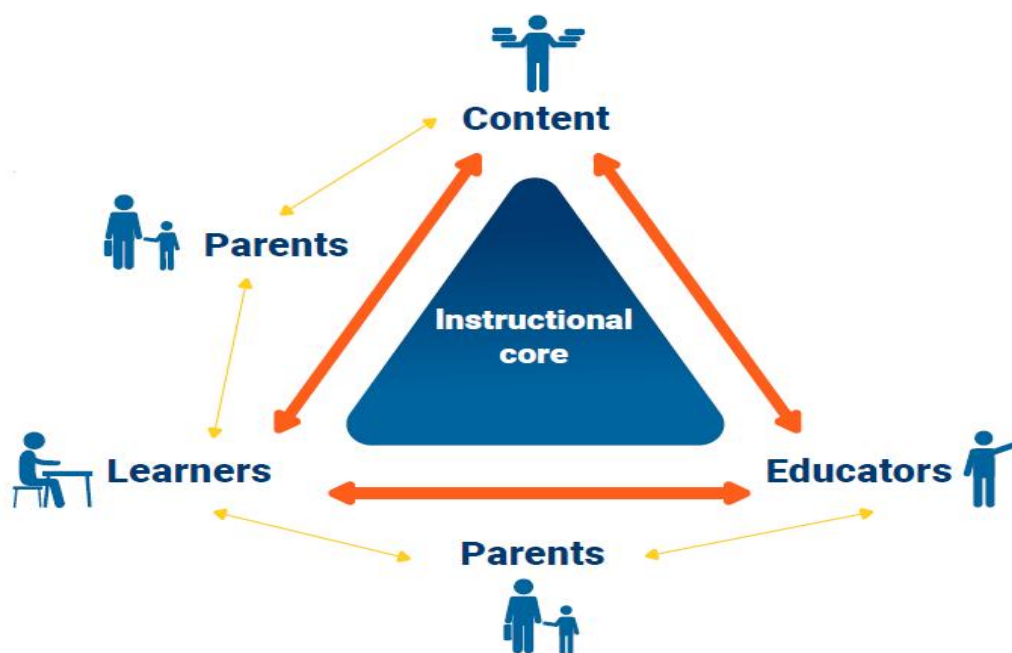 Content
Parents
Instructional
core
Learners
Educators
Parents